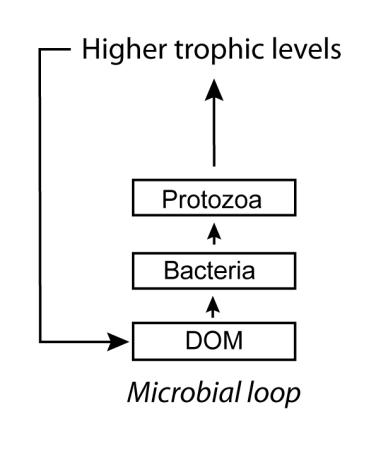 Higher trophic levels
Protozoa
Bacteria
DOM
Microbial loop